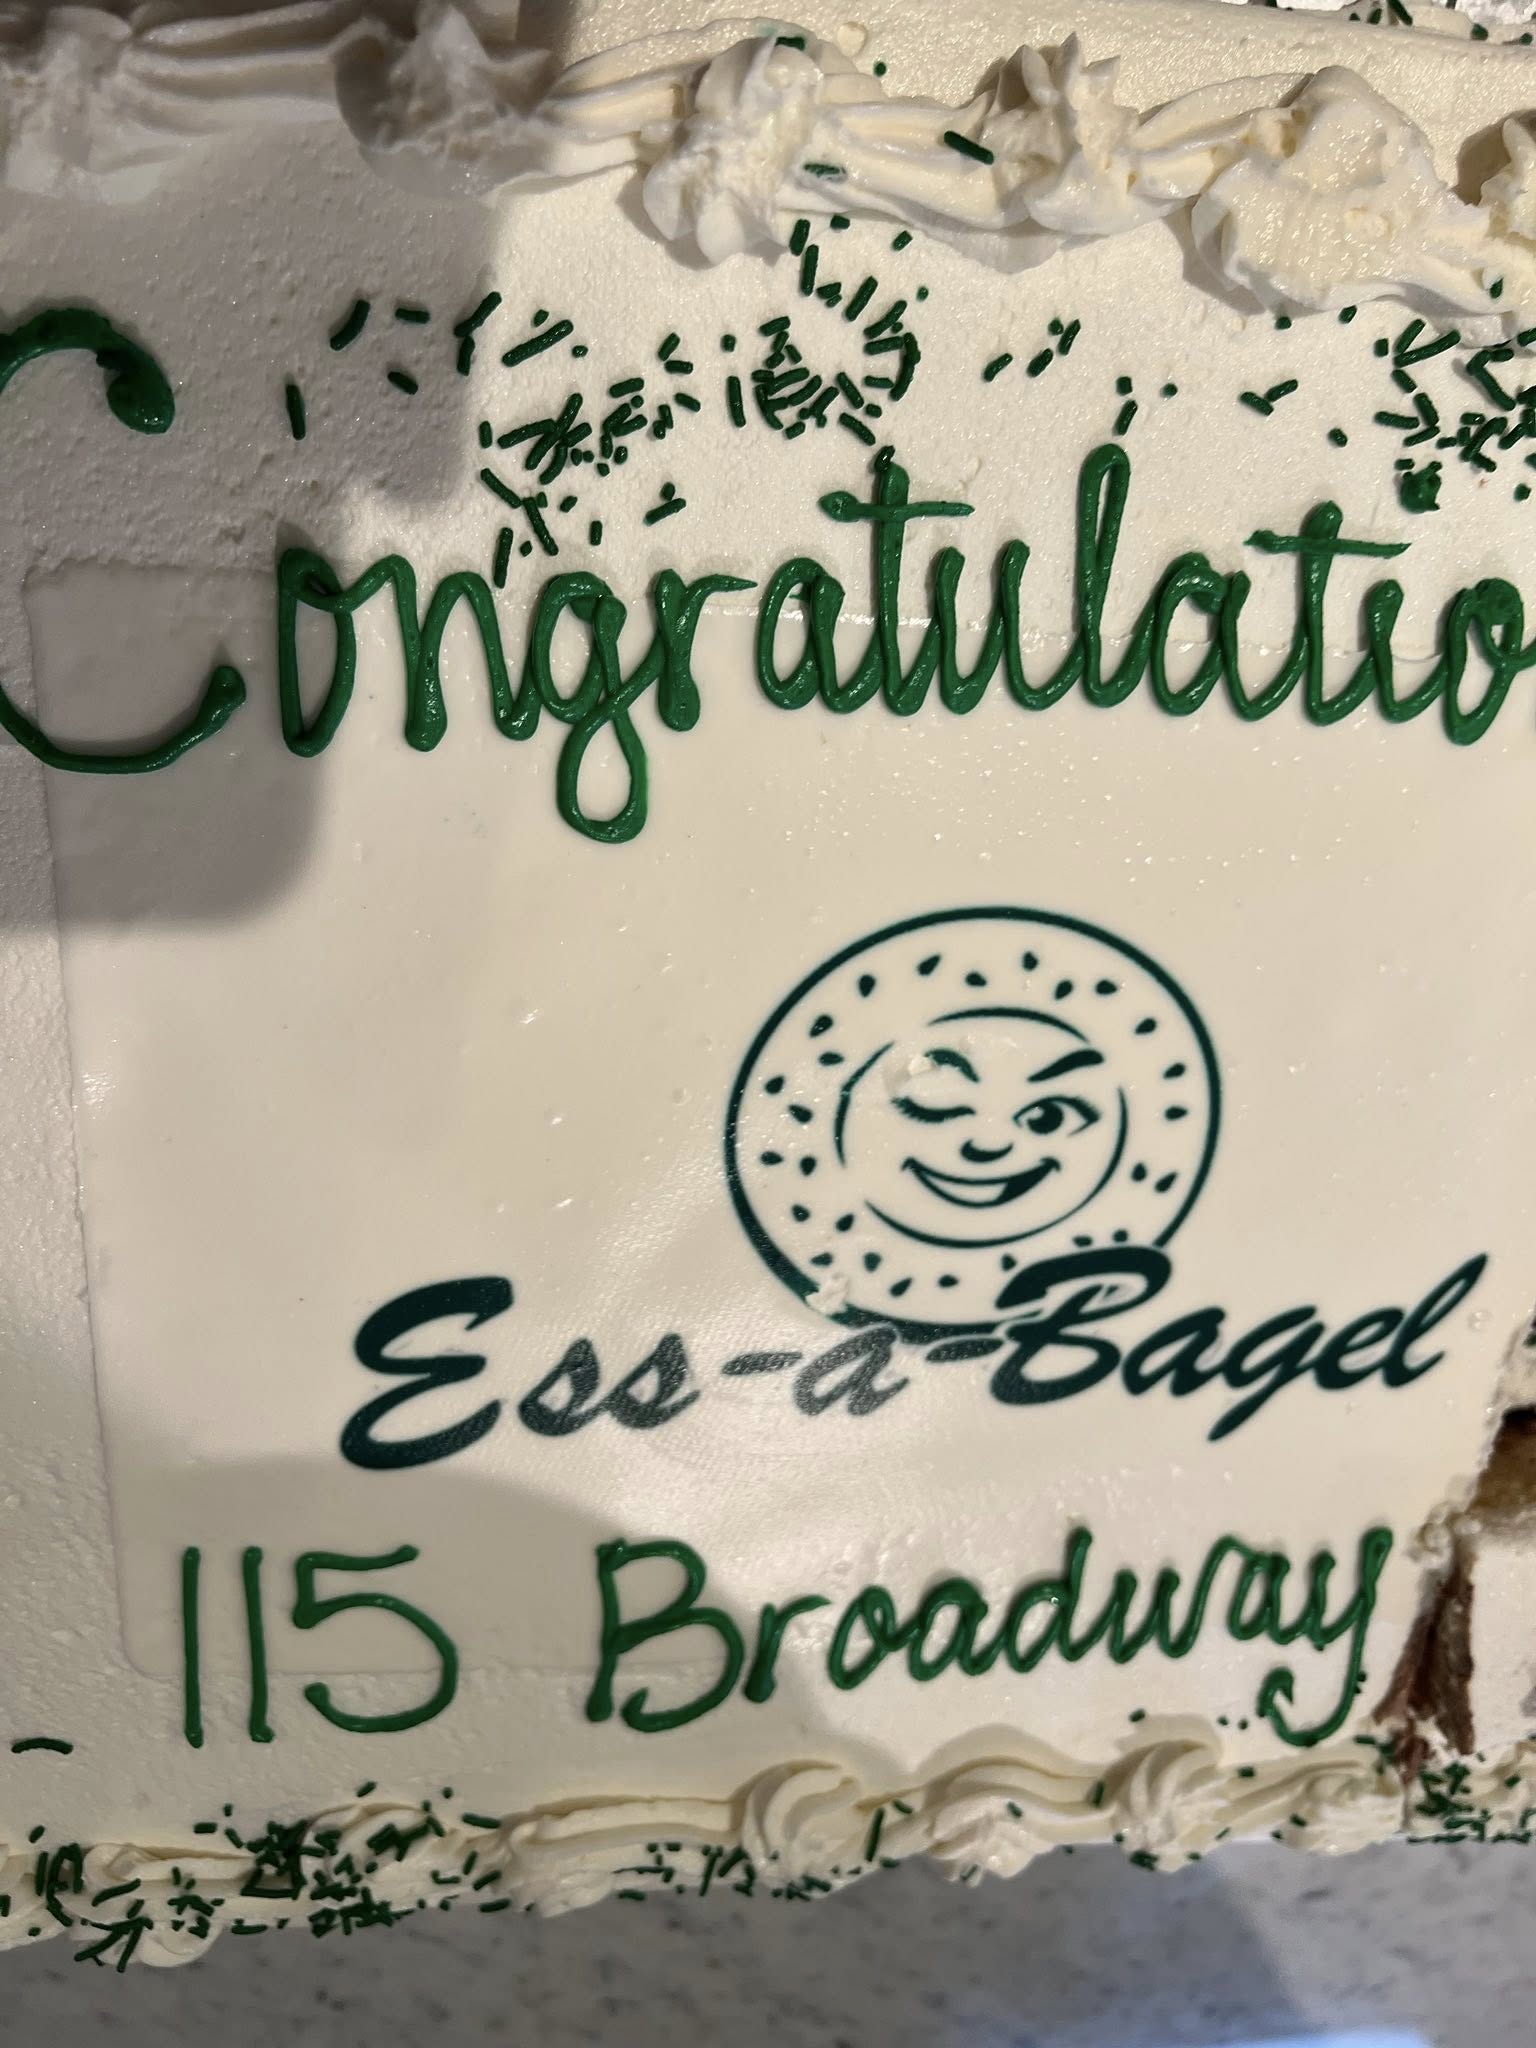 Congratulatio
Ess-a-Bagel
115 Broadway